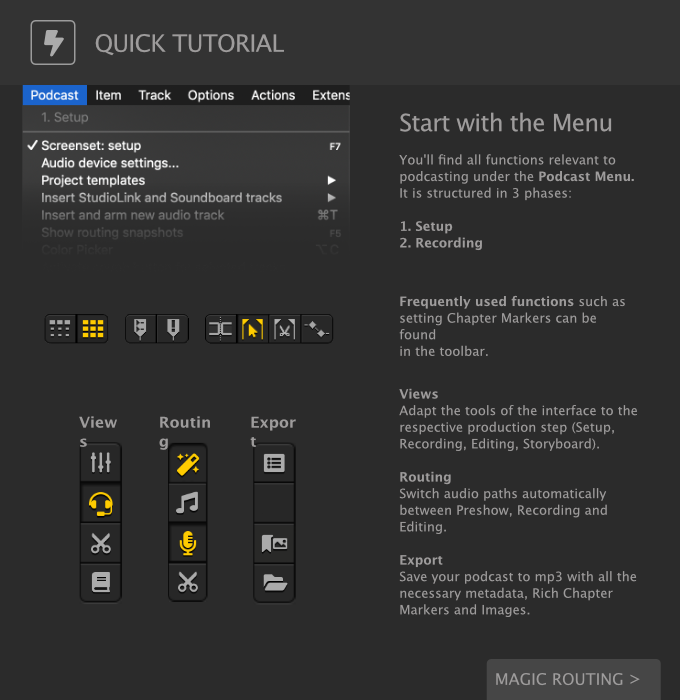 QUICK TUTORIAL
Podcast Item Track Options Actions Extens
1. Setup
✓ Screenset: setup F7
Audio device settings...
Project templates ▶
Insert StudioLink and Soundboard tracks ▶
Insert and arm new audio track ⌘T
Show routing snapshots F5
Color Picker ⌥C
Start with the Menu
You'll find all functions relevant to
podcasting under the Podcast Menu.
It is structured in 3 phases:
1. Setup
2. Recording
Frequently used functions such as
setting Chapter Markers can be
found
in the toolbar.
View
s
Routin
g
Expor
t
Views
Adapt the tools of the interface to the
respective production step (Setup,
Recording, Editing, Storyboard).
Routing
Switch audio paths automatically
between Preshow, Recording and
Editing.
Export
Save your podcast to mp3 with all the
necessary metadata, Rich Chapter
Markers and Images.
MAGIC ROUTING >